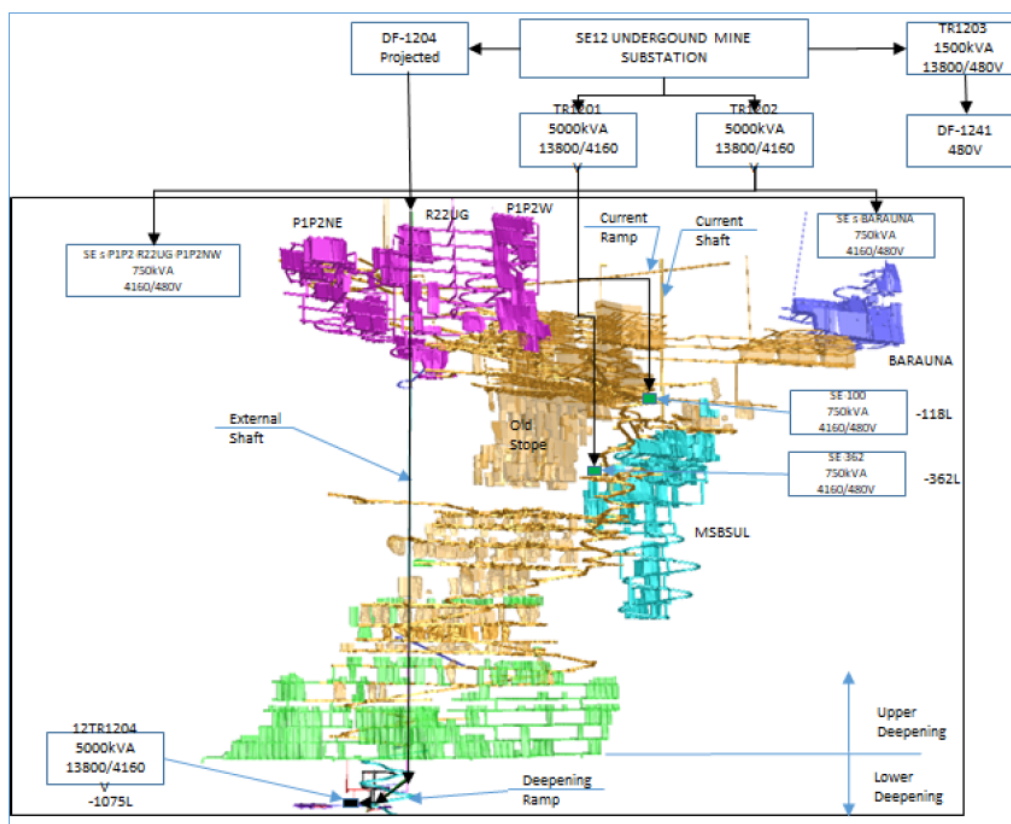 DF-1204
Projected
SE12 UNDERGOUND MINE
SUBSTATION
TR1203
1500kVA
13800/480V
TR1201
5000kVA
13800/4160
V
TR1202
5000kVA
13800/4160
V
DF-1241
480V
P1P2NE
R22UG
P1P2W
Current
Ramp
Current
Shaft
SE s-BARAUNA
750kVA
4160/480V
SE s-P1P2-R22UG-P1P2NW
750kVA
4160/480V
BARAUNA
External
Shaft
Old
Stope
SE-100
750kVA
4160/480V
-118L
SE-362
750kVA
4160/480V
-362L
MSBSUL
12TR1204
5000kVA
13800/4160
V
-1075L
Upper
Deepening
Deepening
Ramp
Lower
Deepening